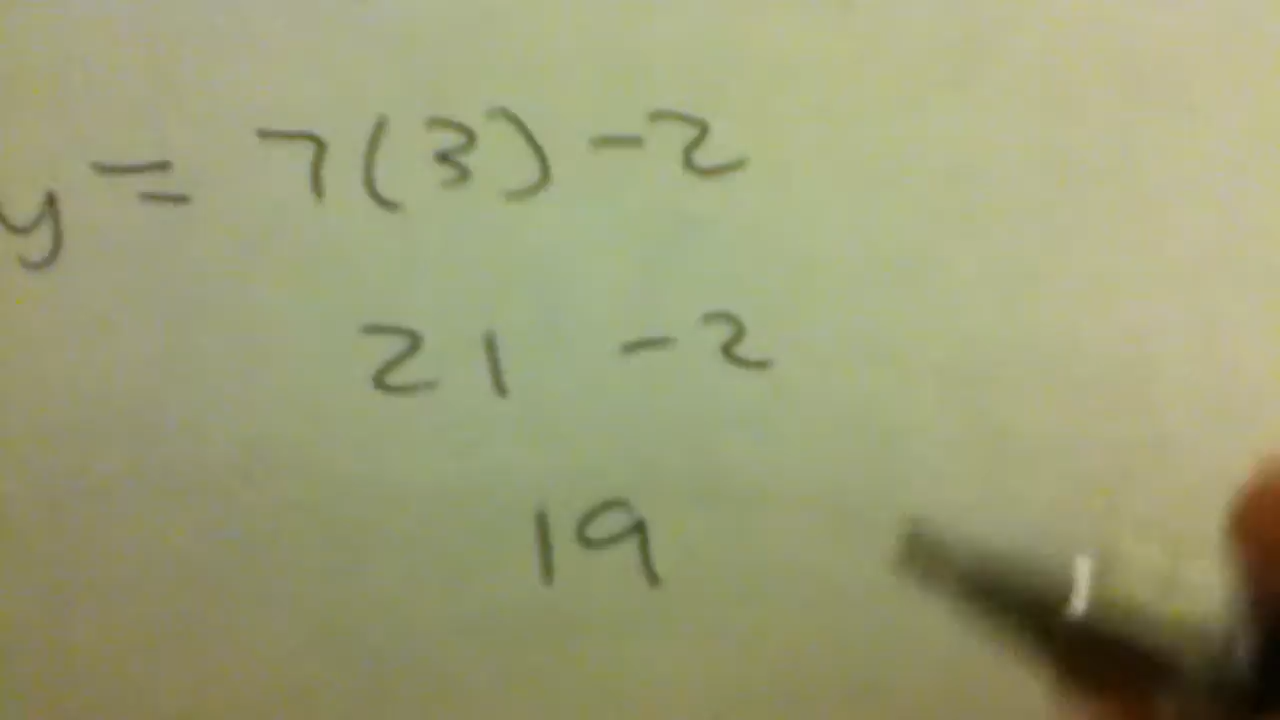 y = 7(3) - 2
21 - 2
19